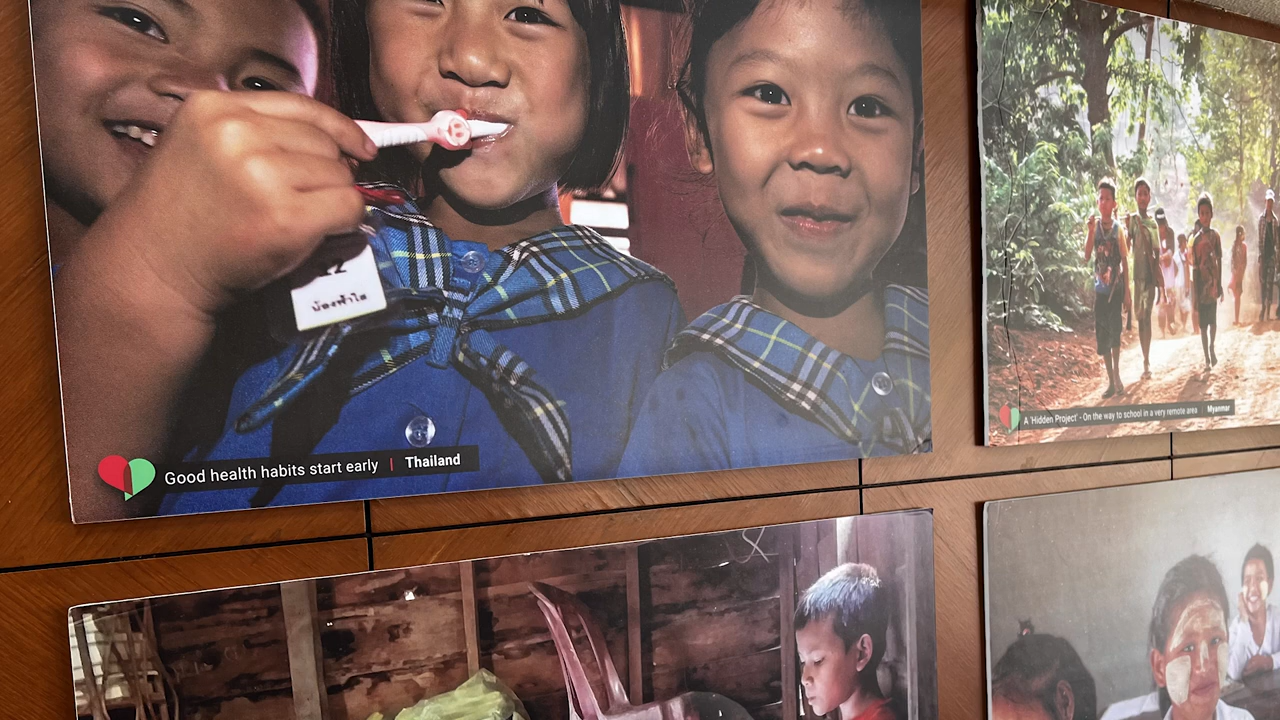 น้องฟ้าใส
Good health habits start early | Thailand
A 'Hidden Project' - On the way to school in a very remote area | Myanmar